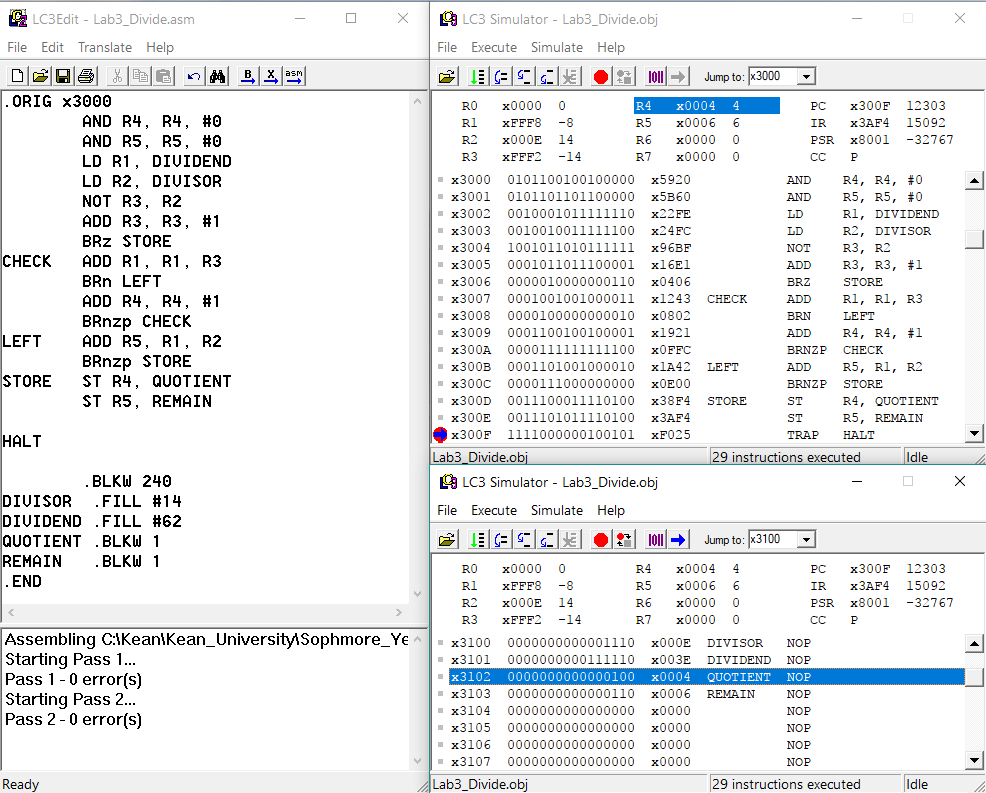 LC3Edit - Lab3_Divide.asm
File Edit Translate Help
B X asm
.ORIG x3000
AND R4, R4, #0
AND R5, R5, #0
LD R1, DIVIDEND
LD R2, DIVISOR
NOT R3, R2
ADD R3, R3, #1
BRz STORE
CHECK ADD R1, R1, R3
BRn LEFT
ADD R4, R4, #1
BRnzp CHECK
LEFT ADD R5, R1, R2
BRnzp STORE
STORE ST R4, QUOTIENT
ST R5, REMAIN
HALT
.BLKW 240
DIVISOR .FILL #14
DIVIDEND .FILL #62
QUOTIENT .BLKW 1
REMAIN .BLKW 1
.END
Assembling C:\Kean\Kean_University\Sophmore_Ye
Starting Pass 1...
Pass 1 - 0 error(s)
Starting Pass 2...
Pass 2 - 0 error(s)
Ready
LC3 Simulator - Lab3_Divide.obj
File Execute Simulate Help
Jump to: x3000
R0 x0000 0 R4 x0004 4 PC x300F 12303
R1 xFFF8 -8 R5 x0006 6 IR x3AF4 15092
R2 x000E 14 R6 x0000 0 PSR x8001 -32767
R3 xFFF2 -14 R7 x0000 0 CC P
x3000 0101100100100000 x5920 AND R4, R4, #0
x3001 0101101101100000 x5B60 AND R5, R5, #0
x3002 0010001011111110 x22FE LD R1, DIVIDEND
x3003 0010010011111100 x24FC LD R2, DIVISOR
x3004 1001011010111111 x96BF NOT R3, R2
x3005 0001011011100001 x16E1 ADD R3, R3, #1
x3006 0000010000000110 x0406 BRZ STORE
x3007 0001001001000011 x1243 CHECK ADD R1, R1, R3
x3008 0000100000000010 x0802 BRN LEFT
x3009 0001100100100001 x1921 ADD R4, R4, #1
x300A 0000111111111100 x0FFC BRNZP CHECK
x300B 0001101001000010 x1A42 LEFT ADD R5, R1, R2
x300C 0000111000000000 x0E00 BRNZP STORE
x300D 0011100011110100 x38F4 STORE ST R4, QUOTIENT
x300E 0011101011110100 x3AF4 ST R5, REMAIN
x300F 1111000000100101 xF025 TRAP HALT
Lab3_Divide.obj 29 instructions executed Idle
LC3 Simulator - Lab3_Divide.obj
File Execute Simulate Help
Jump to: x3100
R0 x0000 0 R4 x0004 4 PC x300F 12303
R1 xFFF8 -8 R5 x0006 6 IR x3AF4 15092
R2 x000E 14 R6 x0000 0 PSR x8001 -32767
R3 xFFF2 -14 R7 x0000 0 CC P
x3100 0000000000001110 x000E DIVISOR NOP
x3101 0000000000111110 x003E DIVIDEND NOP
x3102 0000000000000100 x0004 QUOTIENT NOP
x3103 0000000000000110 x0006 REMAIN NOP
x3104 0000000000000000 x0000 NOP
x3105 0000000000000000 x0000 NOP
x3106 0000000000000000 x0000 NOP
x3107 0000000000000000 x0000 NOP
Lab3_Divide.obj 29 instructions executed Idle